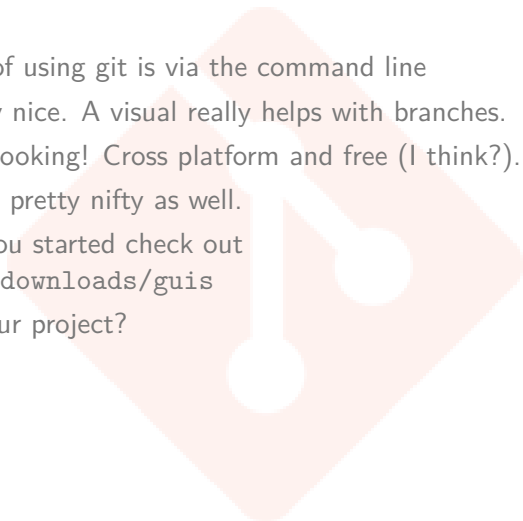 of using git is via the command line
nice. A visual really helps with branches.
ooking! Cross platform and free (I think?).
pretty nifty as well.
ou started check out
downloads/guis
ur project?